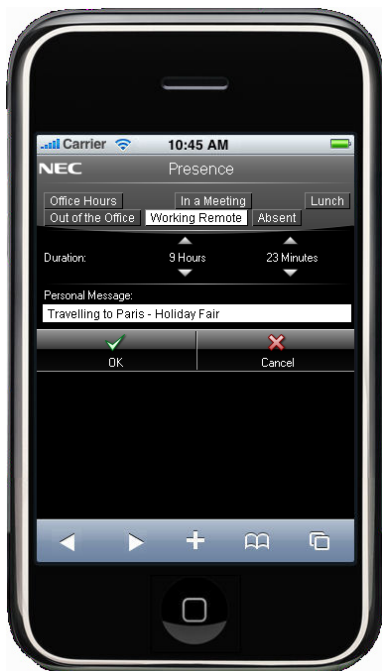 Carrier 10:45 AM
NEC Presence
Office Hours In a Meeting Lunch
Out of the Office Working Remote Absent
Duration: 9 Hours 23 Minutes
Personal Message:
Travelling to Paris - Holiday Fair
OK Cancel